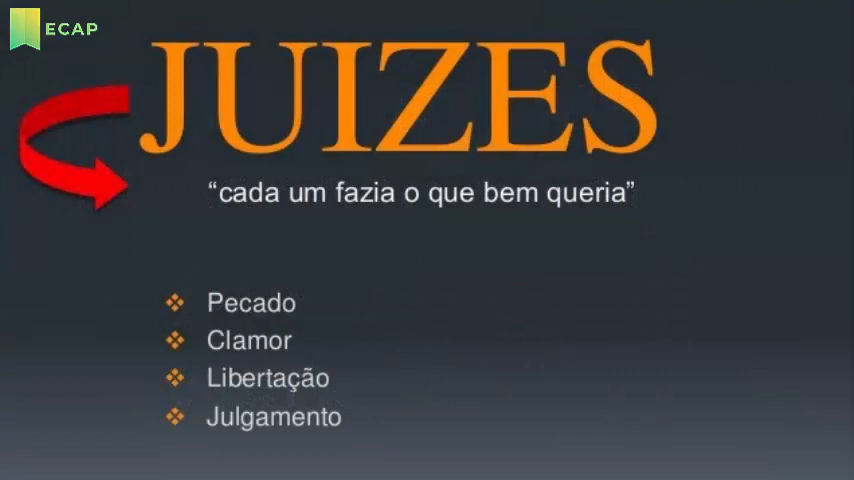 ECAP
JUIZES
“cada um fazia o que bem queria”
Pecado
Clamor
Libertação
Julgamento